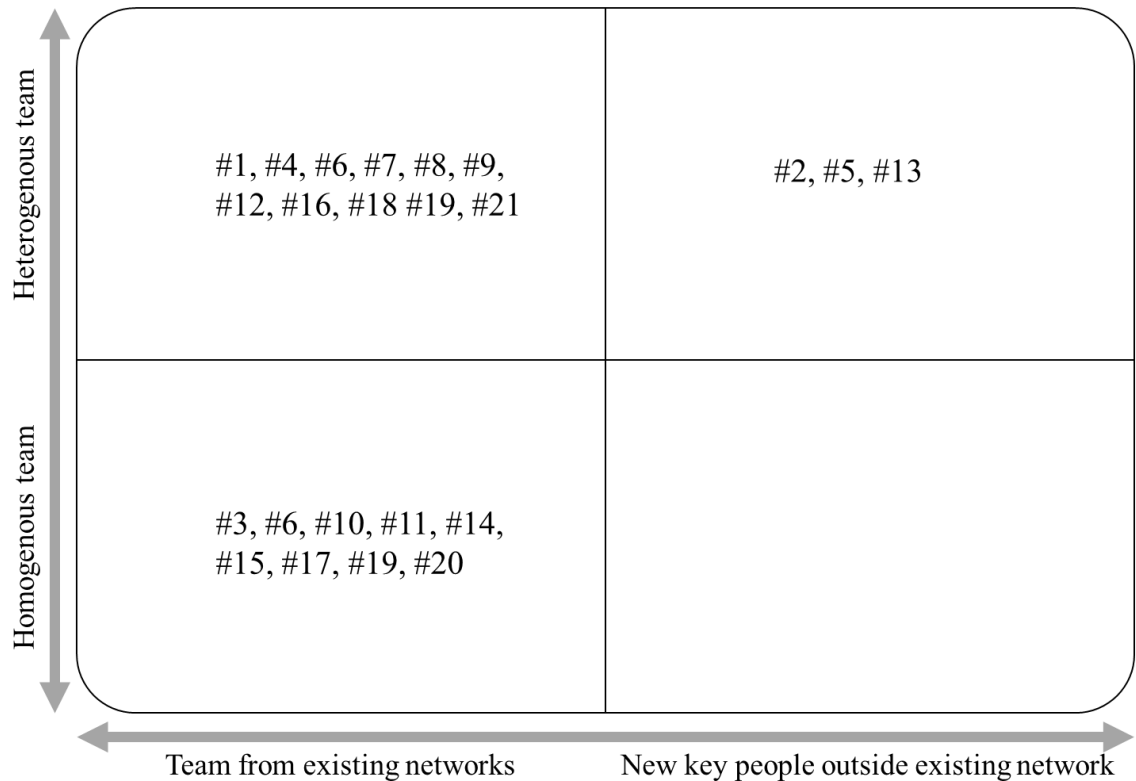 Heterogenous team
#1, #4, #6, #7, #8, #9,
#12, #16, #18 #19, #21
#2, #5, #13
Homogenous team
#3, #6, #10, #11, #14,
#15, #17, #19, #20
Team from existing networks
New key people outside existing network